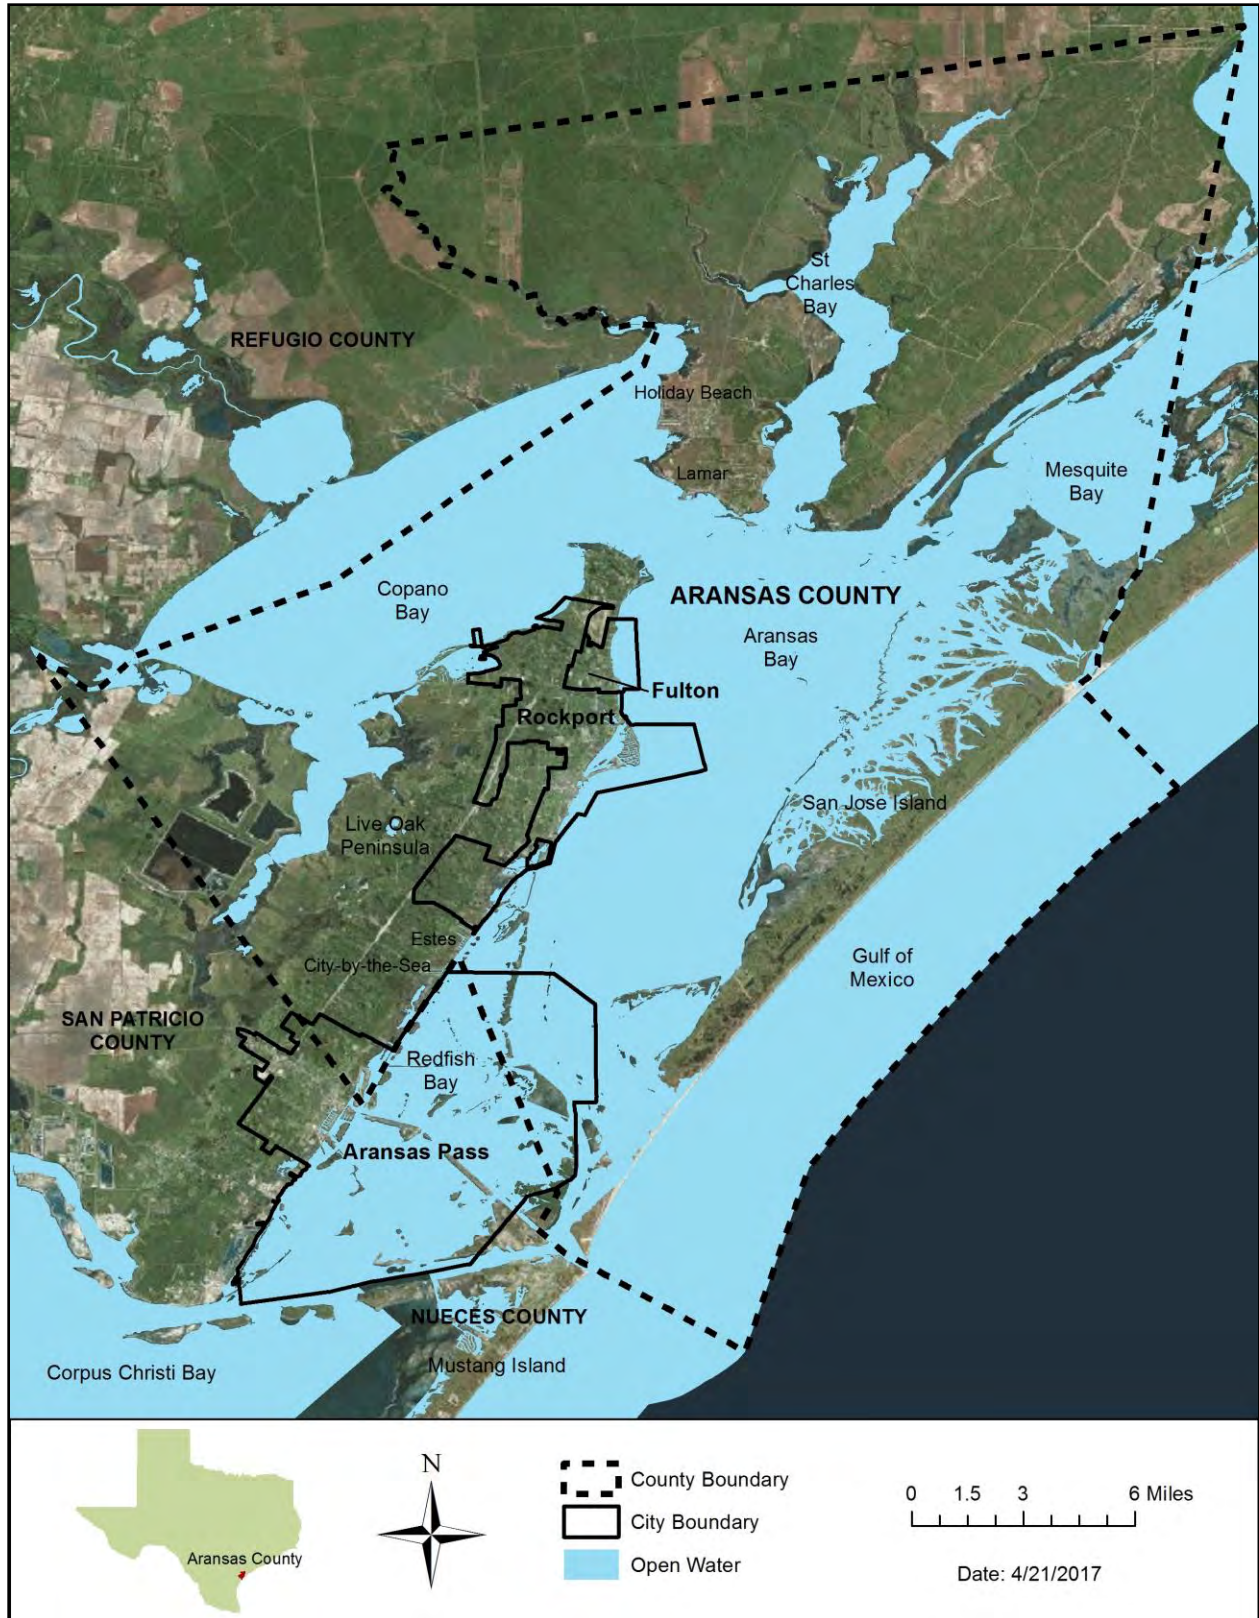 St
Charles
Bay
REFUGIO COUNTY
Holiday Beach
Lamar
Mesquite
Bay
Copano
Bay
ARANSAS COUNTY
Aransas
Bay
Fulton
Rockport
San Jose Island
Live Oak
Peninsula
Estes
City-by-the-Sea
Gulf of
Mexico
SAN PATRICIO
COUNTY
Redfish
Bay
Aransas Pass
NUECES COUNTY
Mustang Island
Corpus Christi Bay
Aransas County
N
County Boundary
City Boundary
Open Water
0 1.5 3 6 Miles
Date: 4/21/2017